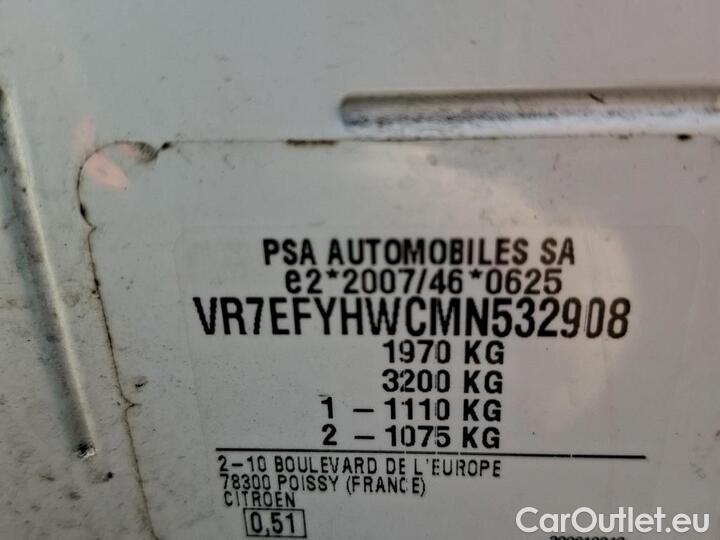 PSA AUTOMOBILES SA
e2*2007/46*0625
VR7EFYHWCMN532908
1970 KG
3200 KG
1 - 1110 KG
2 - 1075 KG
2-10 BOULEVARD DE L'EUROPE
78300 POISSY (FRANCE)
CITROEN
0,51
CarOutlet.eu